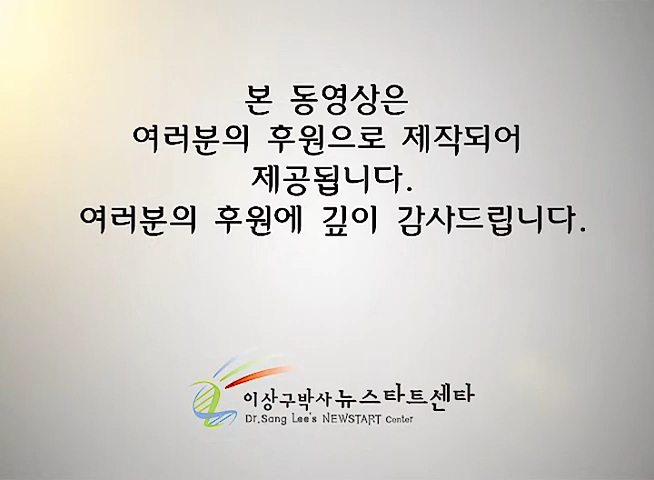 본 동영상은
여러분의 후원으로 제작되어
제공됩니다.
여러분의 후원에 깊이 감사드립니다.
이상구박사 뉴스타트센타
Dr.Sang Lee's NEWSTART Center